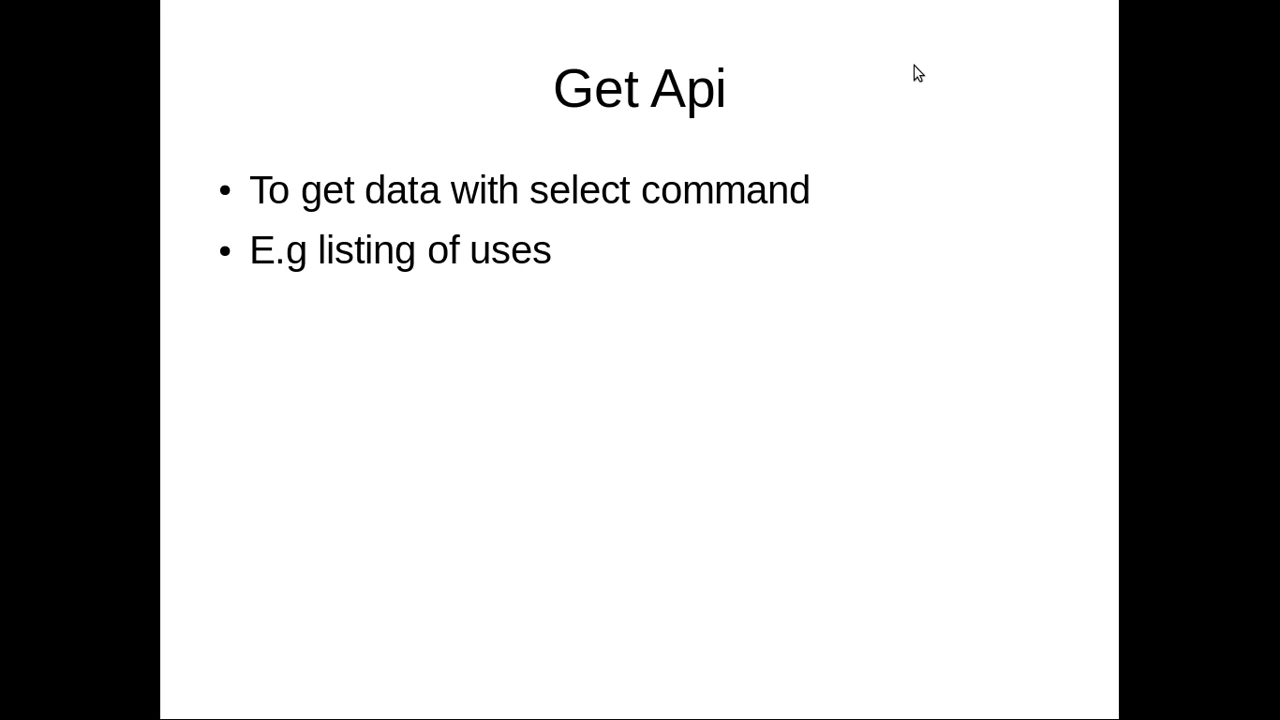 Get Api
• To get data with select command
• E.g listing of uses